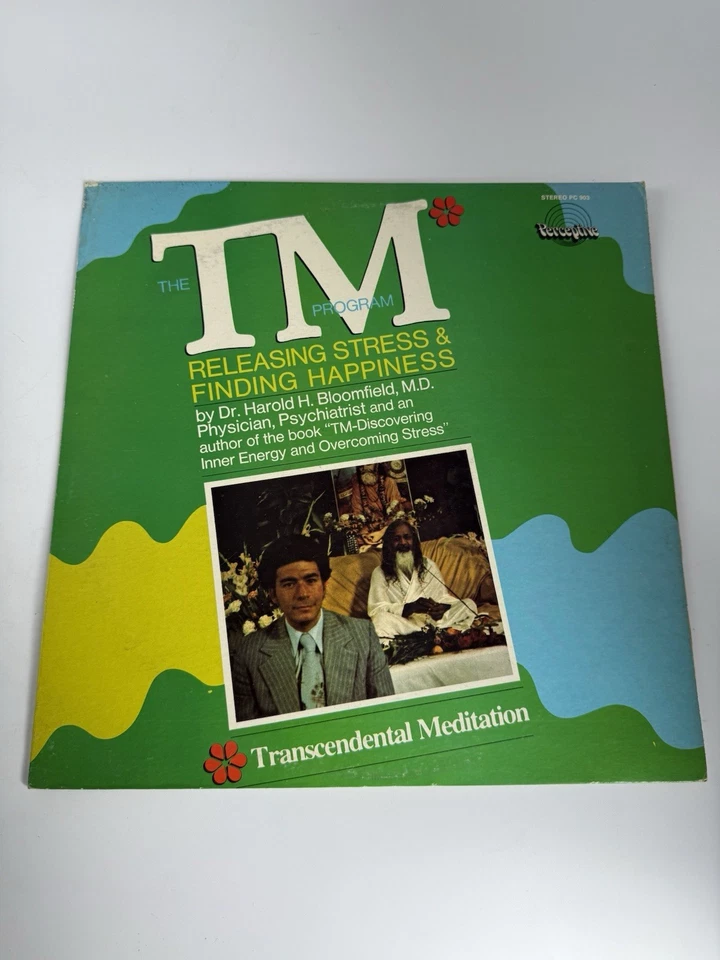 STEREO PC 903
Perceptive
THE TM PROGRAM
RELEASING STRESS &
FINDING HAPPINESS
by Dr. Harold H. Bloomfield, M.D.
Physician, Psychiatrist and an
author of the book "TM-Discovering
Inner Energy and Overcoming Stress"
Transcendental Meditation